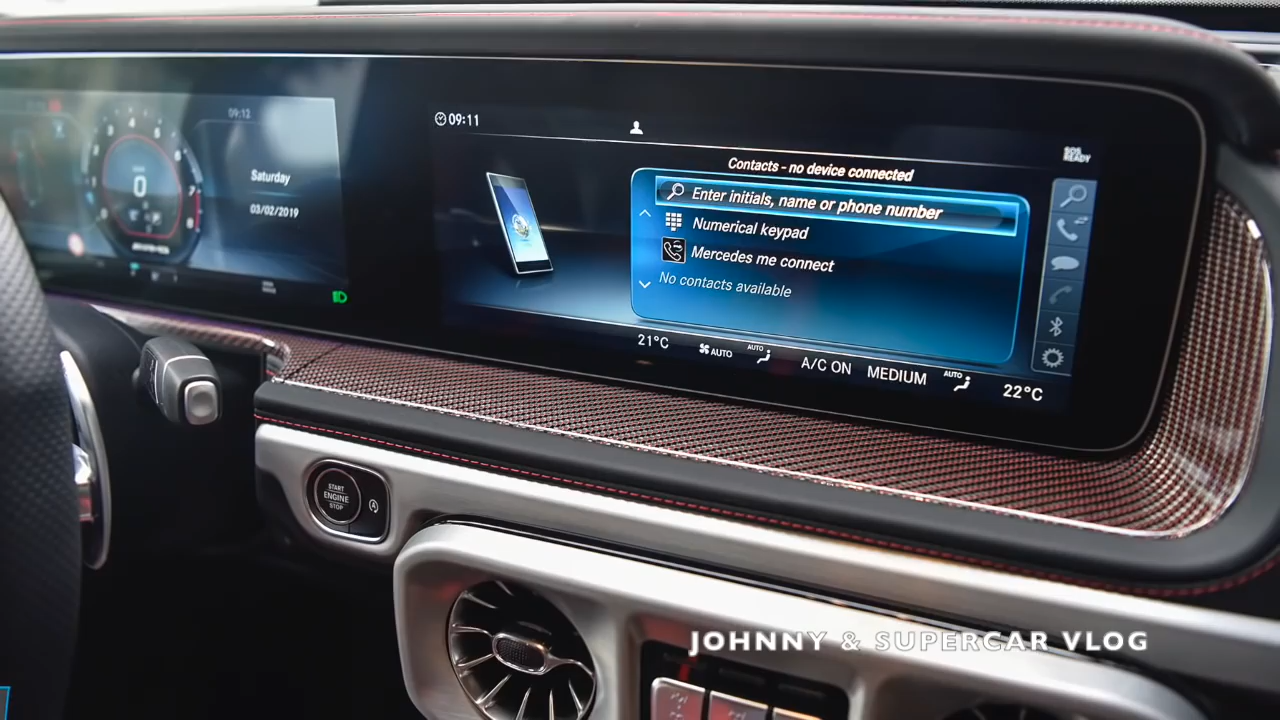 09:12
Saturday
03/02/2019
0
09:11
SOS
READY
Contacts - no device connected
Enter initials, name or phone number
Numerical keypad
Mercedes me connect
No contacts available
21°C
AUTO
AUTO
A/C ON
MEDIUM
AUTO
22°C
START
ENGINE
STOP
JOHNNY & SUPERCAR VLOG